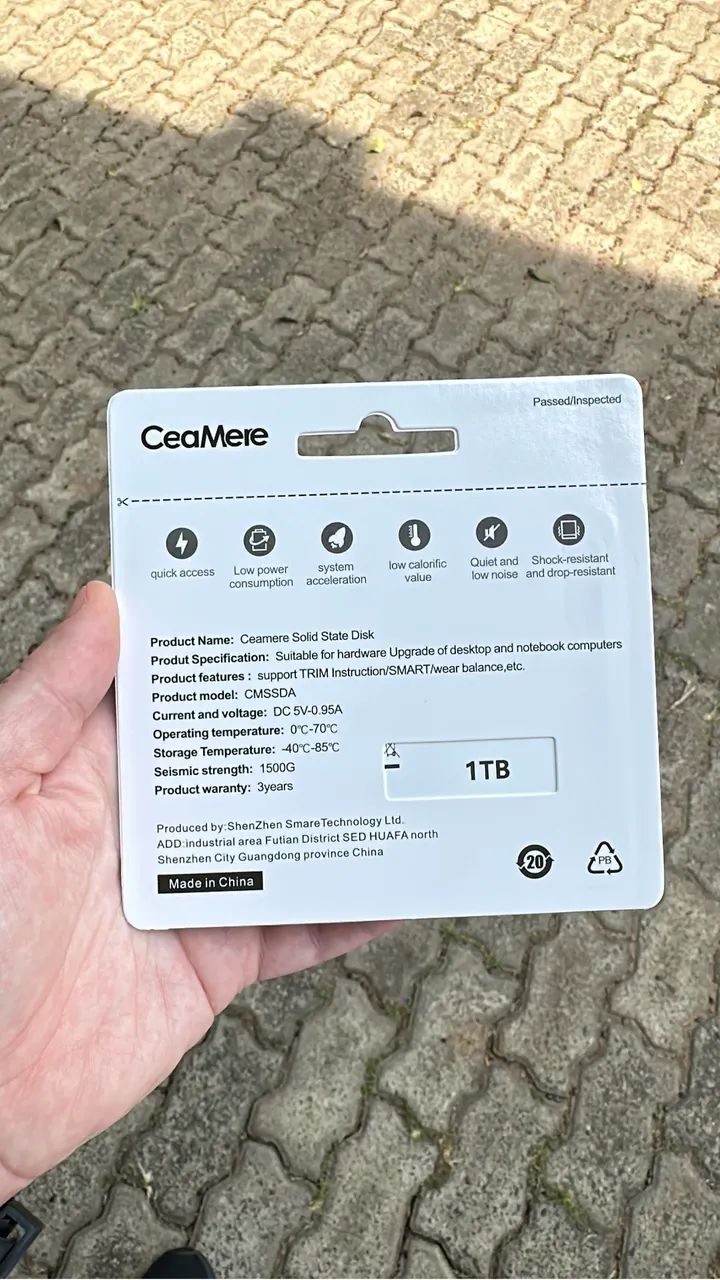 Passed/Inspected
CeaMere
quick access
Low power
consumption
system
acceleration
low calorific
value
Quiet and
low noise
Shock-resistant
and drop-resistant
Product Name: Ceamere Solid State Disk
Produt Specification: Suitable for hardware Upgrade of desktop and notebook computers
Product features : support TRIM Instruction/SMART/wear balance,etc.
Product model: CMSSDA
Current and voltage: DC 5V-0.95A
Operating temperature: 0℃-70℃
Storage Temperature: -40℃-85℃
Seismic strength: 1500G
Product waranty: 3years
1TB
Produced by:ShenZhen SmareTechnology Ltd.
ADD:industrial area Futian District SED HUAFA north
Shenzhen City Guangdong province China
Made in China
20
PB